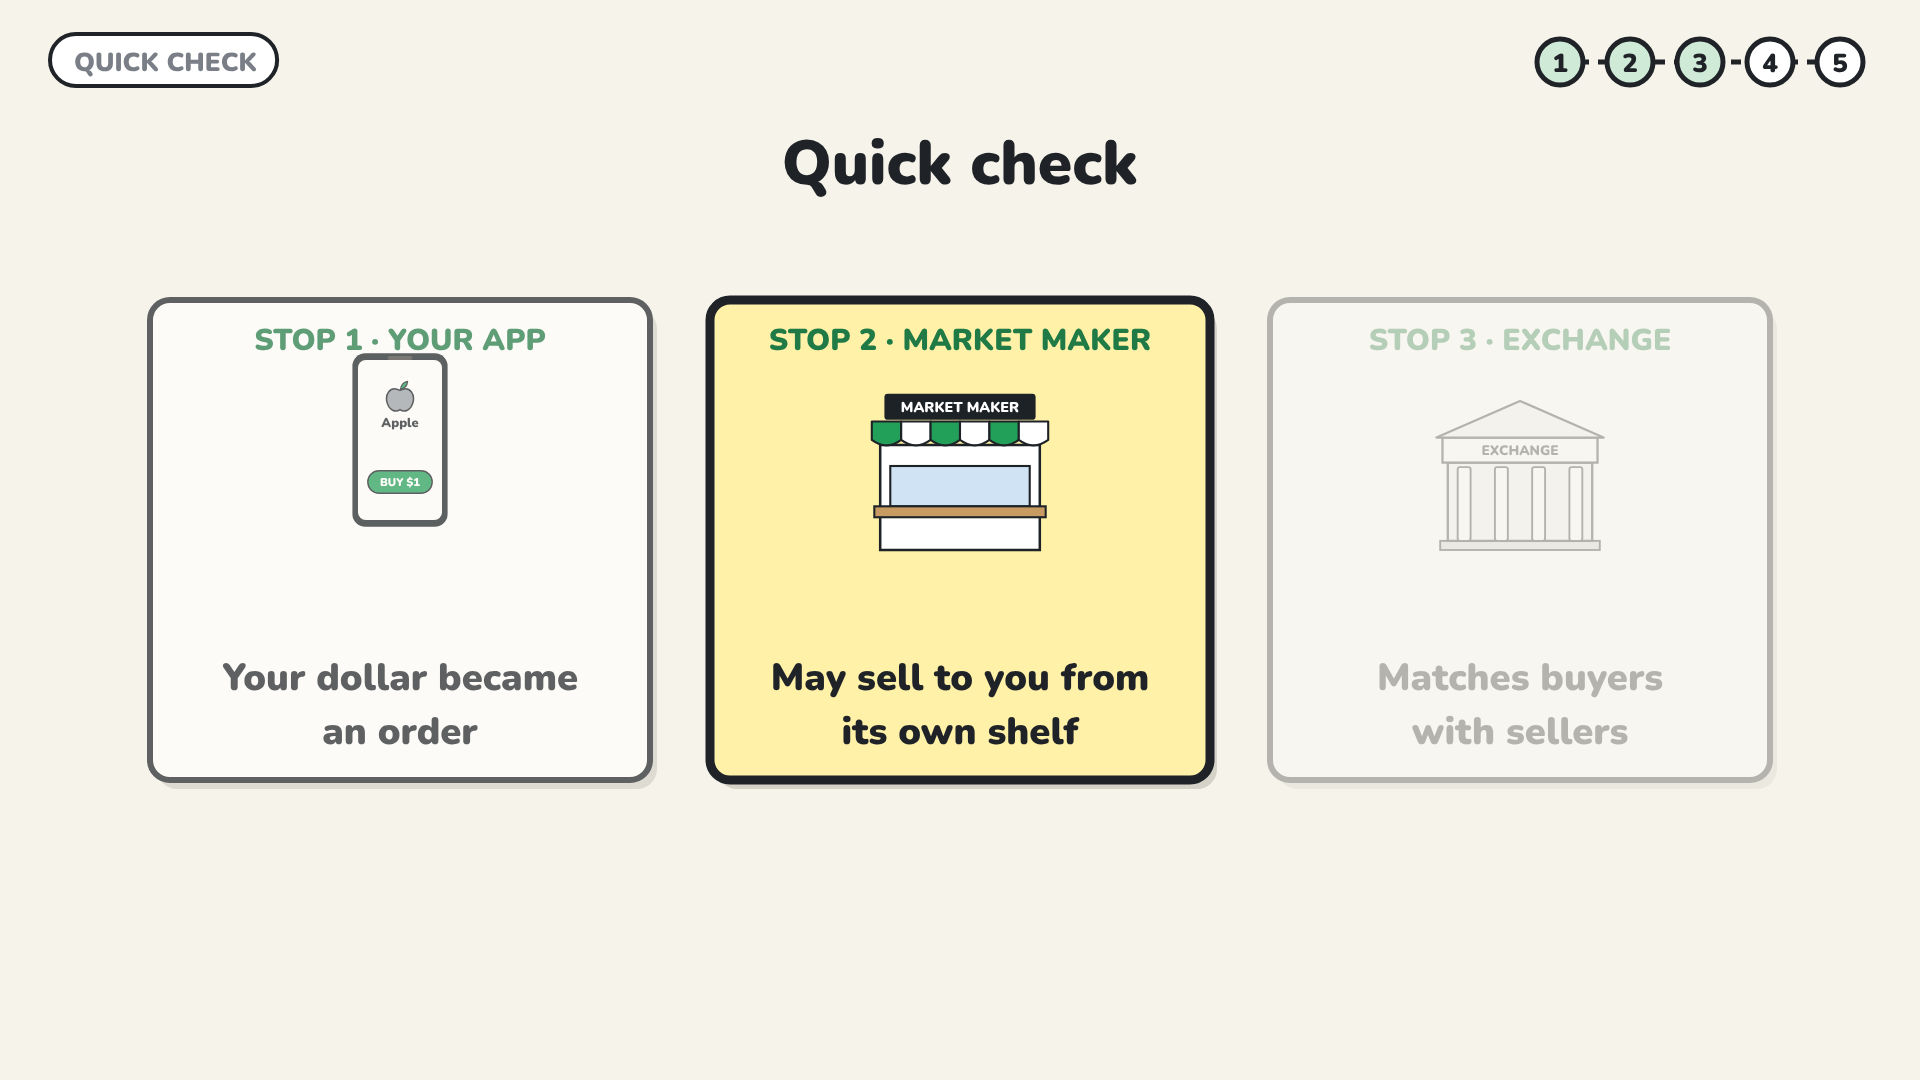 QUICK CHECK
1 2 3 4 5
Quick check
STOP 1 · YOUR APP
Apple
BUY $1
Your dollar became
an order
STOP 2 · MARKET MAKER
MARKET MAKER
May sell to you from
its own shelf
STOP 3 · EXCHANGE
EXCHANGE
Matches buyers
with sellers